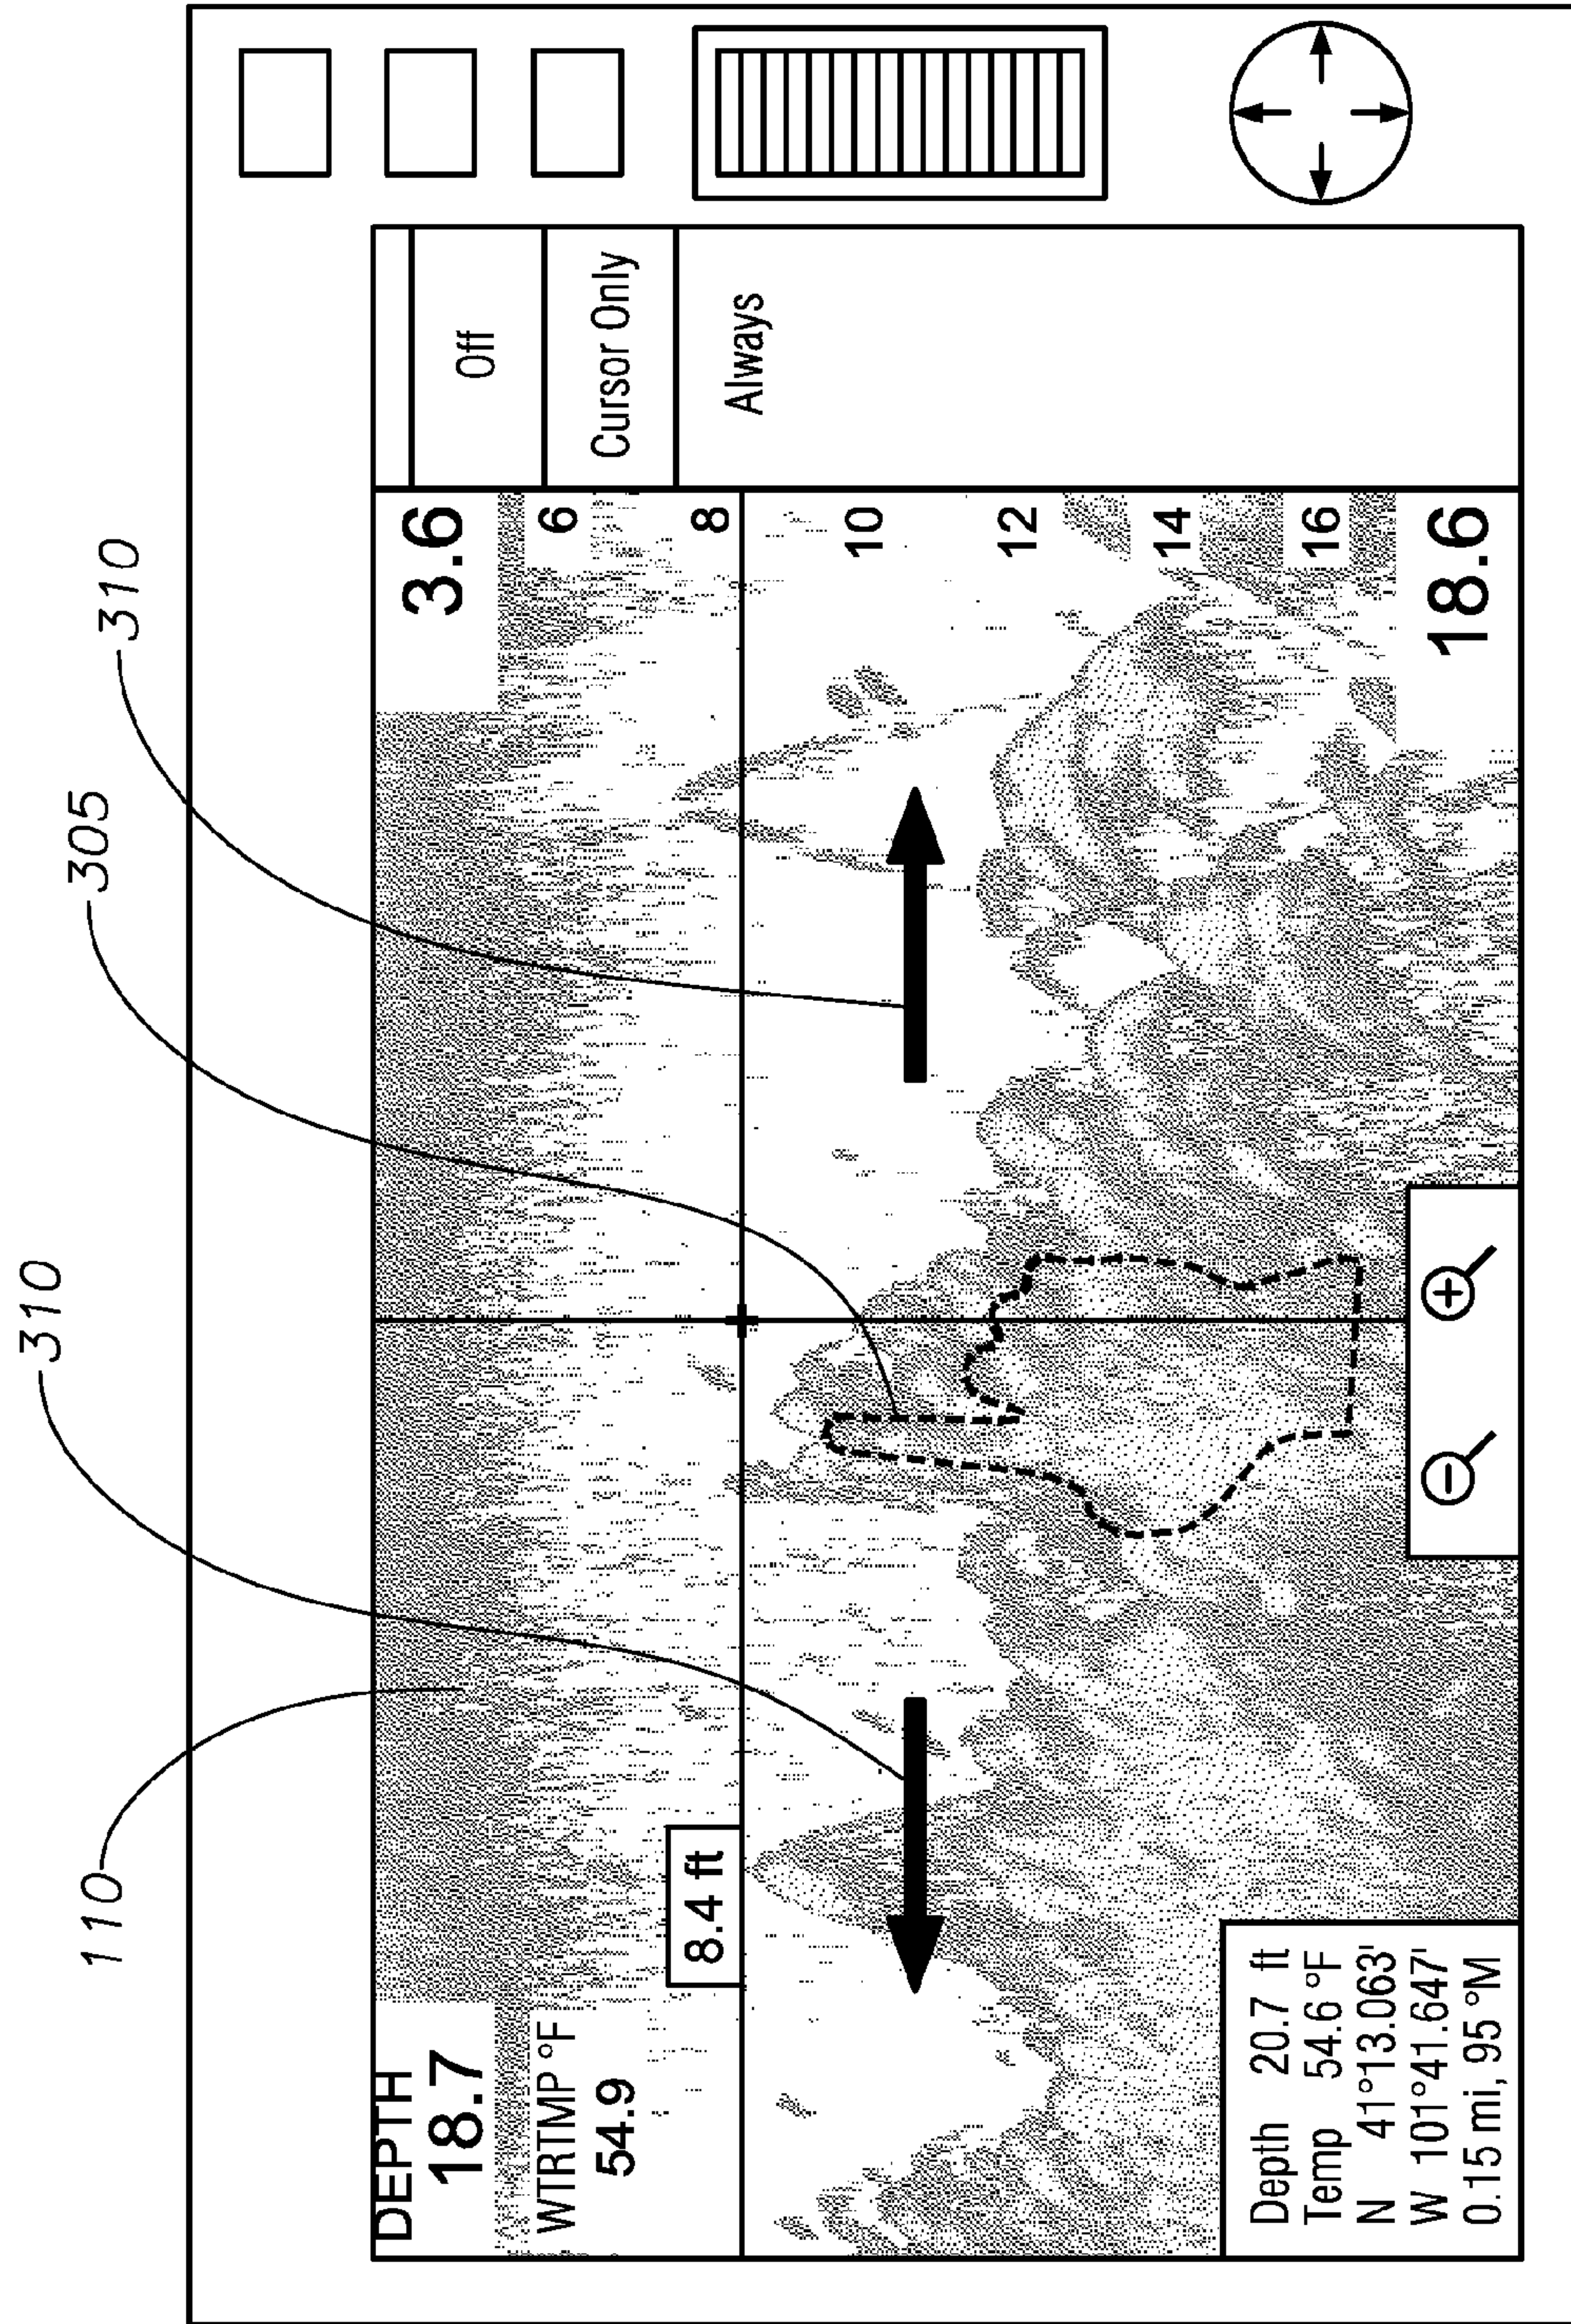 110
310
305
310
DEPTH
18.7
WTRTMP °F
54.9
8.4 ft
3.6
6
8
10
12
14
16
18.6
Off
Cursor Only
Always
Depth 20.7 ft
Temp 54.6 °F
N 41°13.063'
W 101°41.647'
0.15 mi, 95 °M